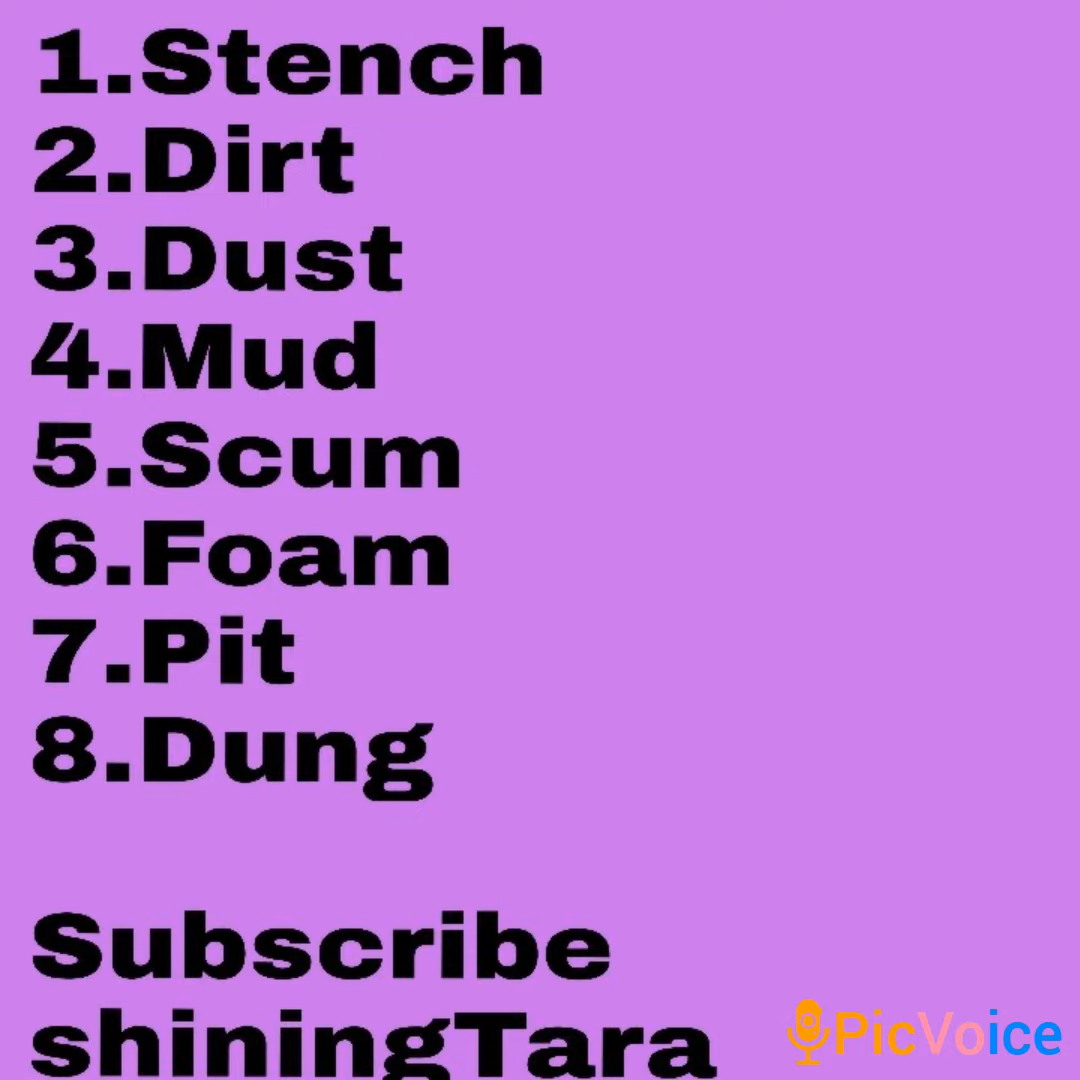 1.Stench
2.Dirt
3.Dust
4.Mud
5.Scum
6.Foam
7.Pit
8.Dung
Subscribe
shiningTara
PicVoice